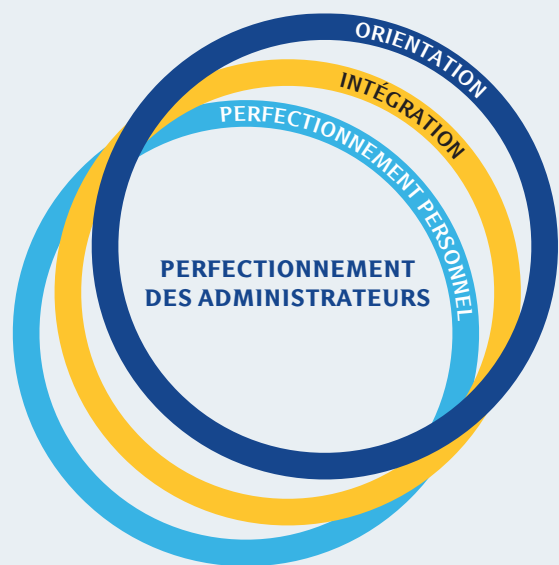 ORIENTATION
INTÉGRATION
PERFECTIONNEMENT PERSONNEL
PERFECTIONNEMENT
DES ADMINISTRATEURS